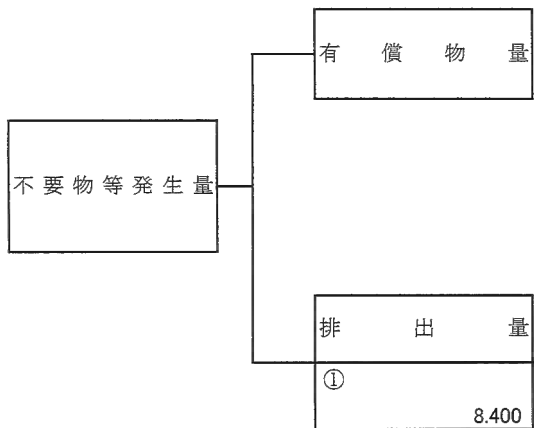 有償物量
不要物等発生量
排出量
①
8.400